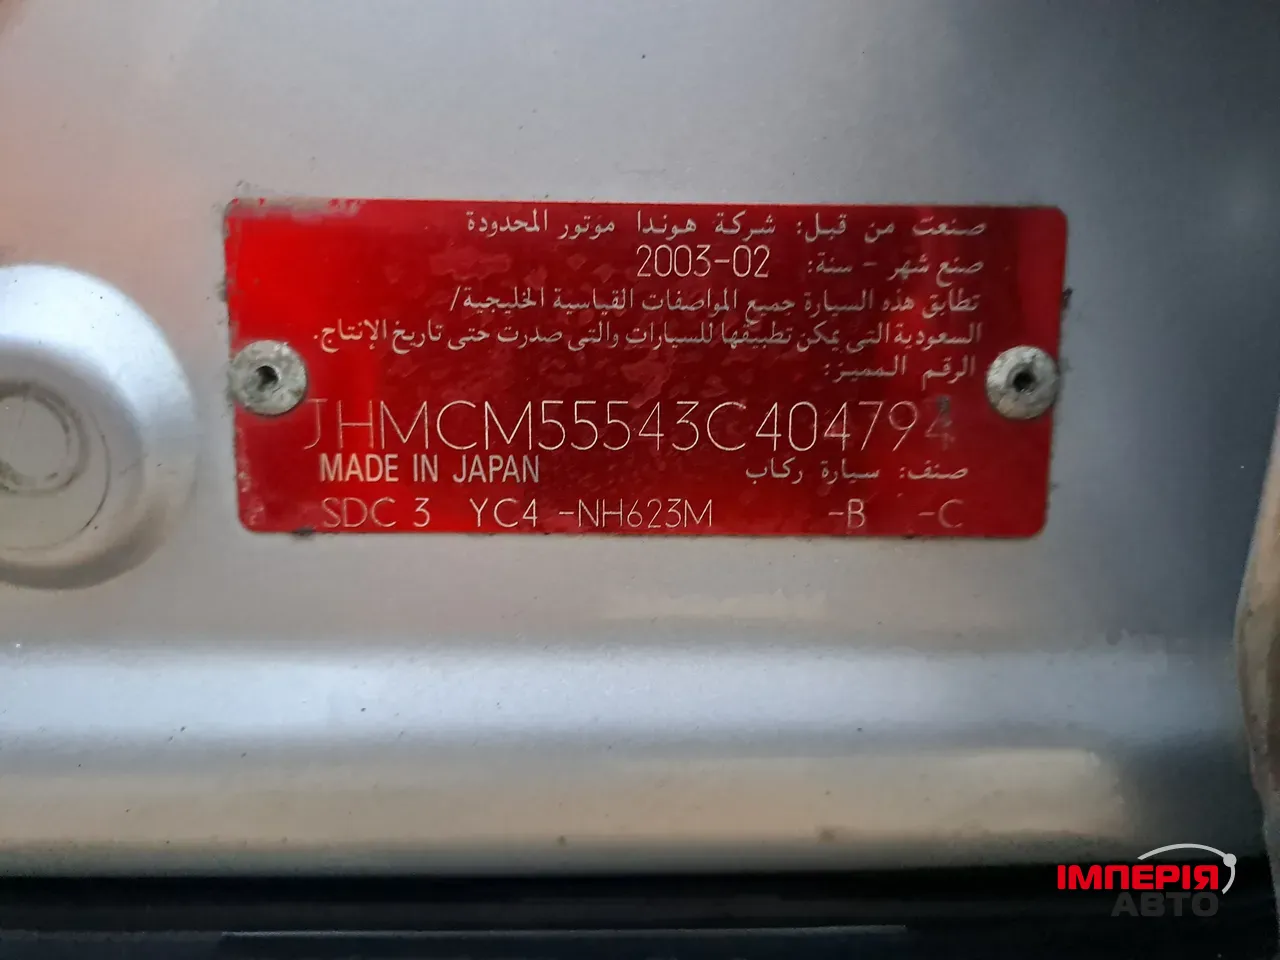 صنعت من قبل: شركة هوندا موتور المحدودة
صنع شهر - سنة: 2003-02
تطابق هذه السيارة جميع المواصفات القياسية الخليجية/
السعودية التي يمكن تطبيقها للسيارات والتي صدرت حتى تاريخ الإنتاج.
الرقم المميز:
JHMCM55543C404794
MADE IN JAPAN صنف: سيارة ركاب
SDC 3 YC4 -NH623M -B -C
ІМПЕРІЯ
АВТО